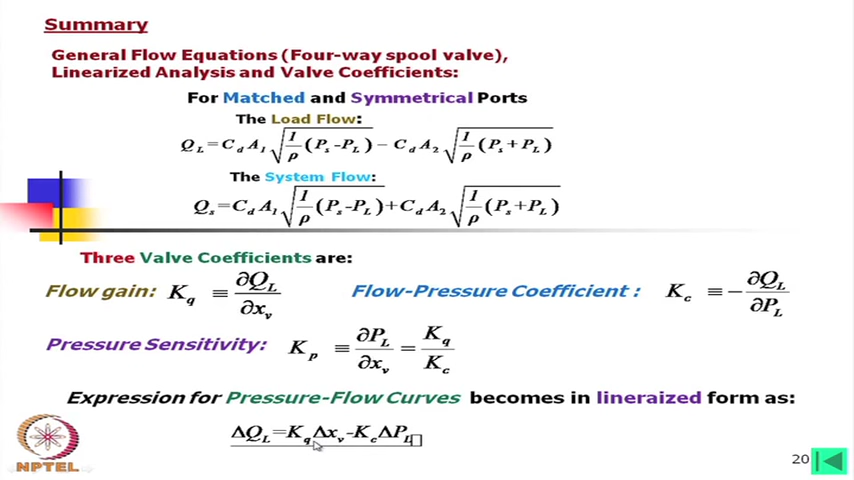 Summary
General Flow Equations (Four-way spool valve),
Linearized Analysis and Valve Coefficients:
For Matched and Symmetrical Ports
The Load Flow:
Q_L=C_d A_1 √(1/ρ (P_s-P_L)) − C_d A_2 √(1/ρ (P_s+P_L))
The System Flow:
Q_s=C_d A_1 √(1/ρ (P_s-P_L)) + C_d A_2 √(1/ρ (P_s+P_L))
Three Valve Coefficients are:
Flow gain: K_q ≡ ∂Q_L/∂x_v Flow-Pressure Coefficient : K_c ≡ − ∂Q_L/∂P_L
Pressure Sensitivity: K_p ≡ ∂P_L/∂x_v = K_q/K_c
Expression for Pressure-Flow Curves becomes in lineraized form as:
ΔQ_L=K_qΔx_v-K_cΔP_L
NPTEL
20